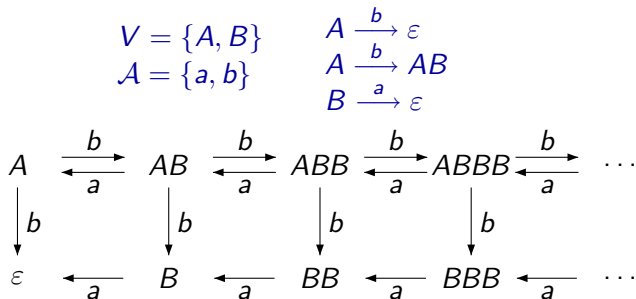 V = {A, B}
𝒜 = {a, b}
A —b→ ε
A —b→ AB
B —a→ ε
b b b b
A AB ABB ABBB ⋯
a a a a
b b b b
ε B BB BBB ⋯
a a a a